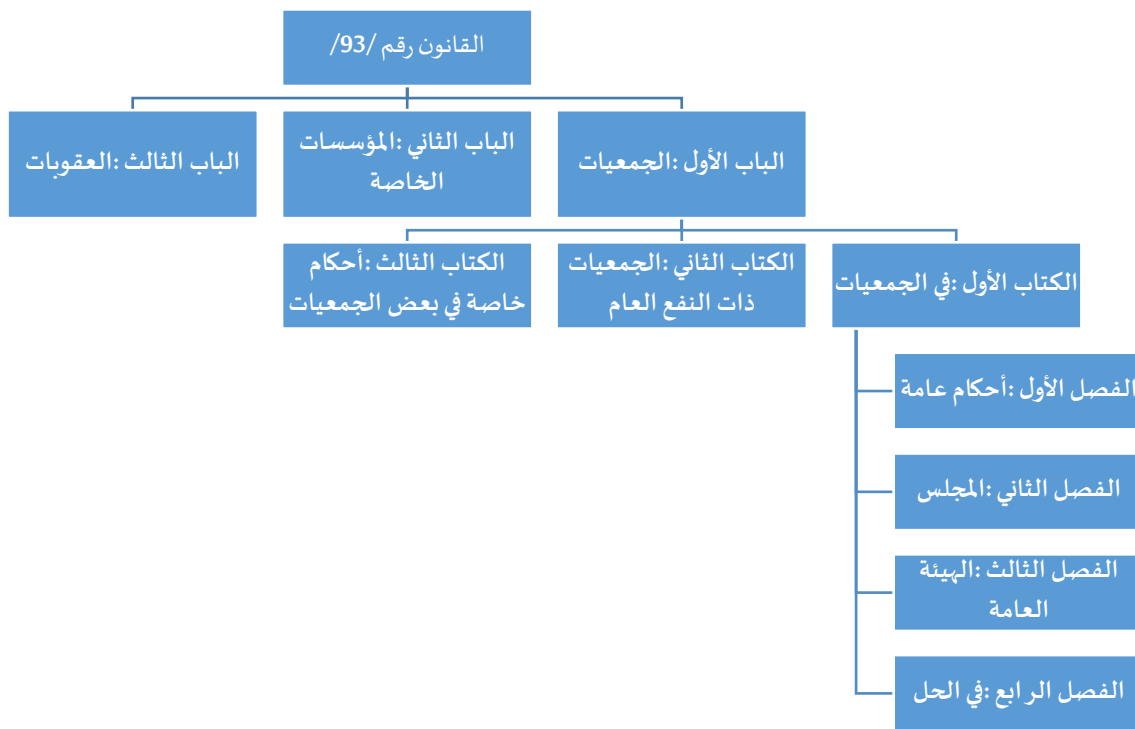 القانون رقم /93/
الباب الأول :الجمعيات
الباب الثاني :المؤسسات
الخاصة
الباب الثالث :العقوبات
الكتاب الأول :في الجمعيات
الكتاب الثاني :الجمعيات
ذات النفع العام
الكتاب الثالث :أحكام
خاصة في بعض الجمعيات
الفصل الأول :أحكام عامة
الفصل الثاني :المجلس
الفصل الثالث :الهيئة
العامة
الفصل الرابع :في الحل